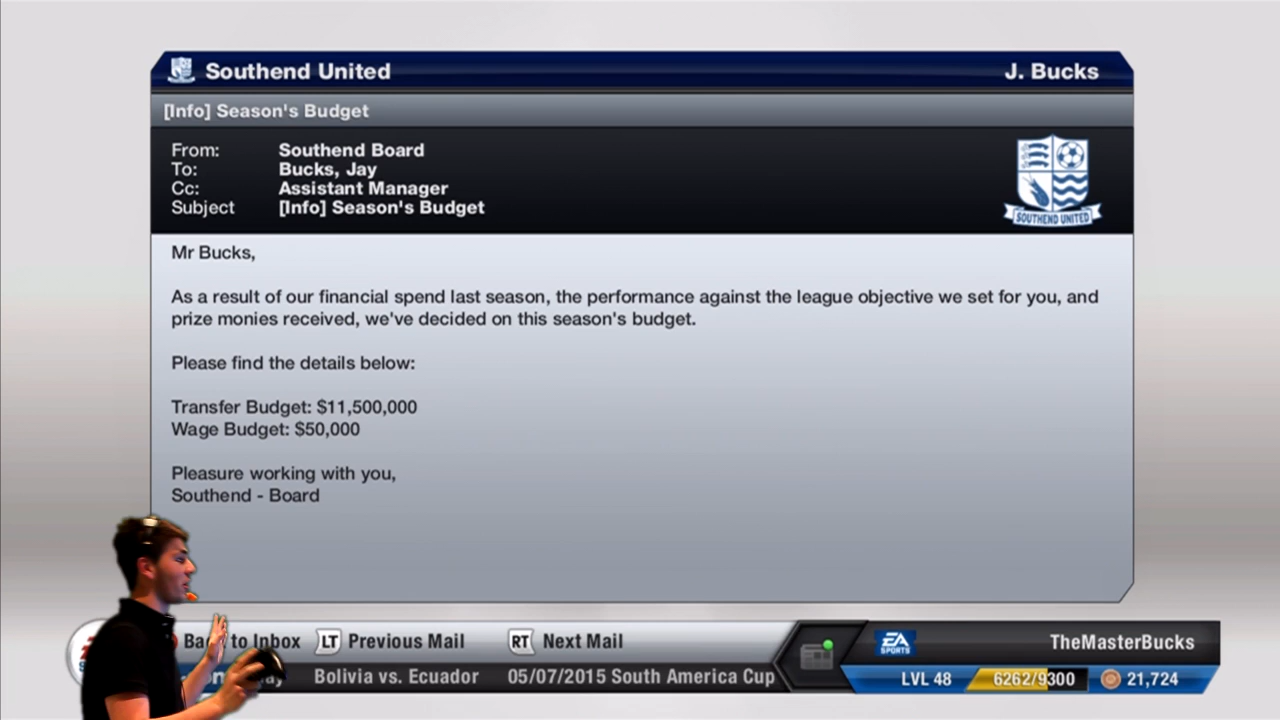 Southend United
J. Bucks
[Info] Season's Budget
From: Southend Board
To: Bucks, Jay
Cc: Assistant Manager
Subject [Info] Season's Budget
SOUTHEND UNITED
Mr Bucks,
As a result of our financial spend last season, the performance against the league objective we set for you, and
prize monies received, we've decided on this season's budget.
Please find the details below:
Transfer Budget: $11,500,000
Wage Budget: $50,000
Pleasure working with you,
Southend - Board
to Inbox LT Previous Mail RT Next Mail
EA SPORTS
TheMasterBucks
Bolivia vs. Ecuador 05/07/2015 South America Cup
LVL 48 6262/9300 21,724